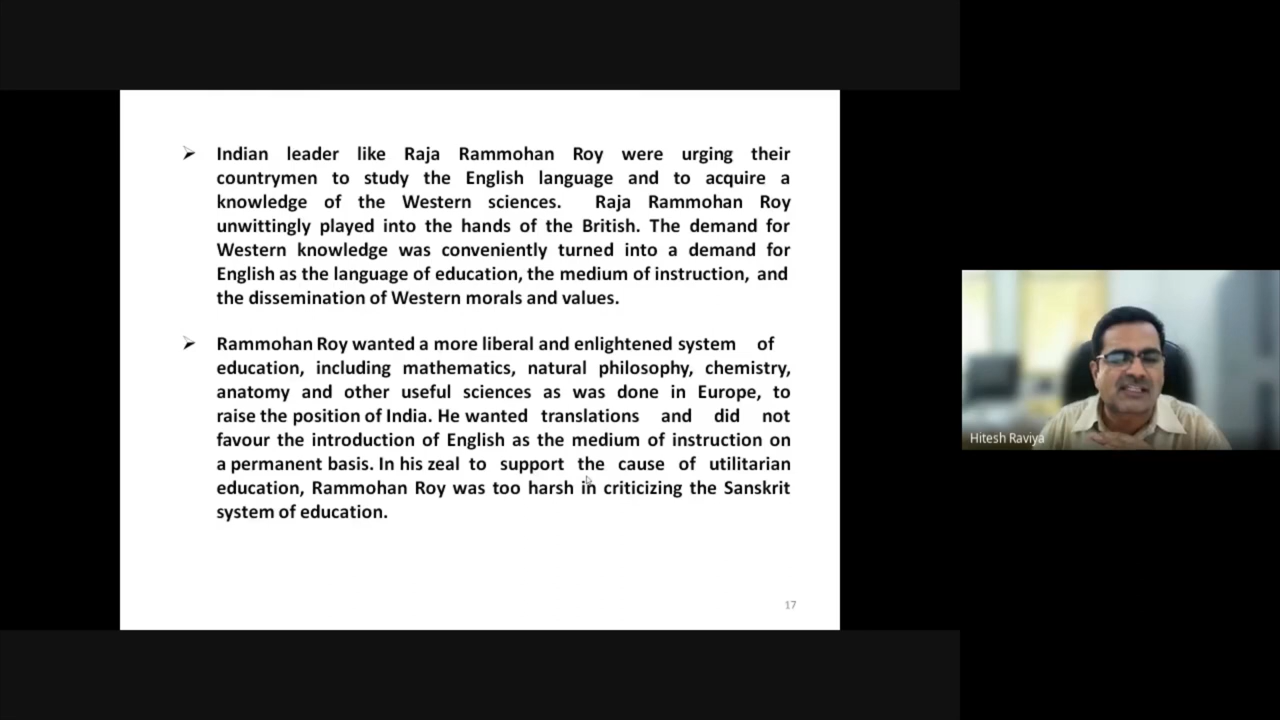 Indian leader like Raja Rammohan Roy were urging their
countrymen to study the English language and to acquire a
knowledge of the Western sciences. Raja Rammohan Roy
unwittingly played into the hands of the British. The demand for
Western knowledge was conveniently turned into a demand for
English as the language of education, the medium of instruction, and
the dissemination of Western morals and values.
Rammohan Roy wanted a more liberal and enlightened system of
education, including mathematics, natural philosophy, chemistry,
anatomy and other useful sciences as was done in Europe, to
raise the position of India. He wanted translations and did not
favour the introduction of English as the medium of instruction on
a permanent basis. In his zeal to support the cause of utilitarian
education, Rammohan Roy was too harsh in criticizing the Sanskrit
system of education.
17
Hitesh Raviya